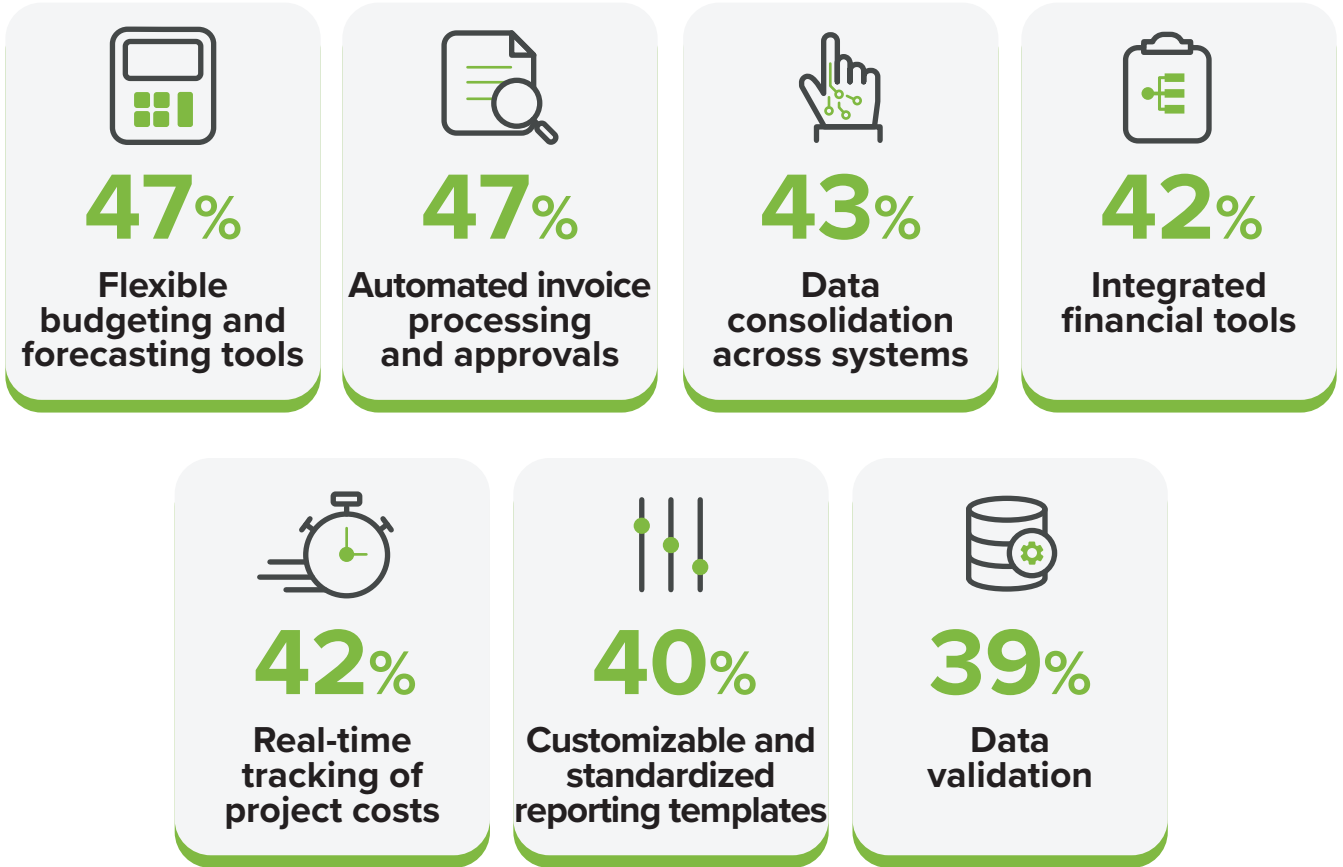 47%
Flexible
budgeting and
forecasting tools
47%
Automated invoice
processing
and approvals
43%
Data
consolidation
across systems
42%
Integrated
financial tools
42%
Real-time
tracking of
project costs
40%
Customizable and
standardized
reporting templates
39%
Data
validation